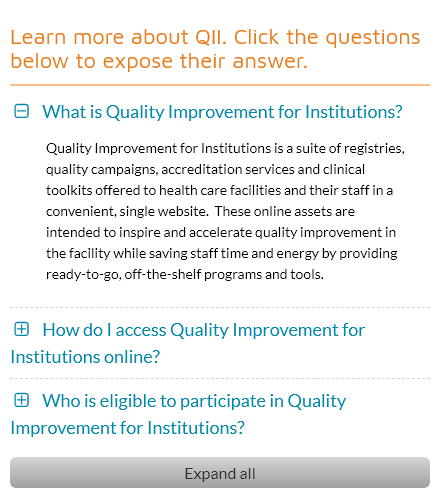 Learn more about QII. Click the questions
below to expose their answer.
What is Quality Improvement for Institutions?
Quality Improvement for Institutions is a suite of registries,
quality campaigns, accreditation services and clinical
toolkits offered to health care facilities and their staff in a
convenient, single website. These online assets are
intended to inspire and accelerate quality improvement in
the facility while saving staff time and energy by providing
ready-to-go, off-the-shelf programs and tools.
How do I access Quality Improvement for
Institutions online?
Who is eligible to participate in Quality
Improvement for Institutions?
Expand all